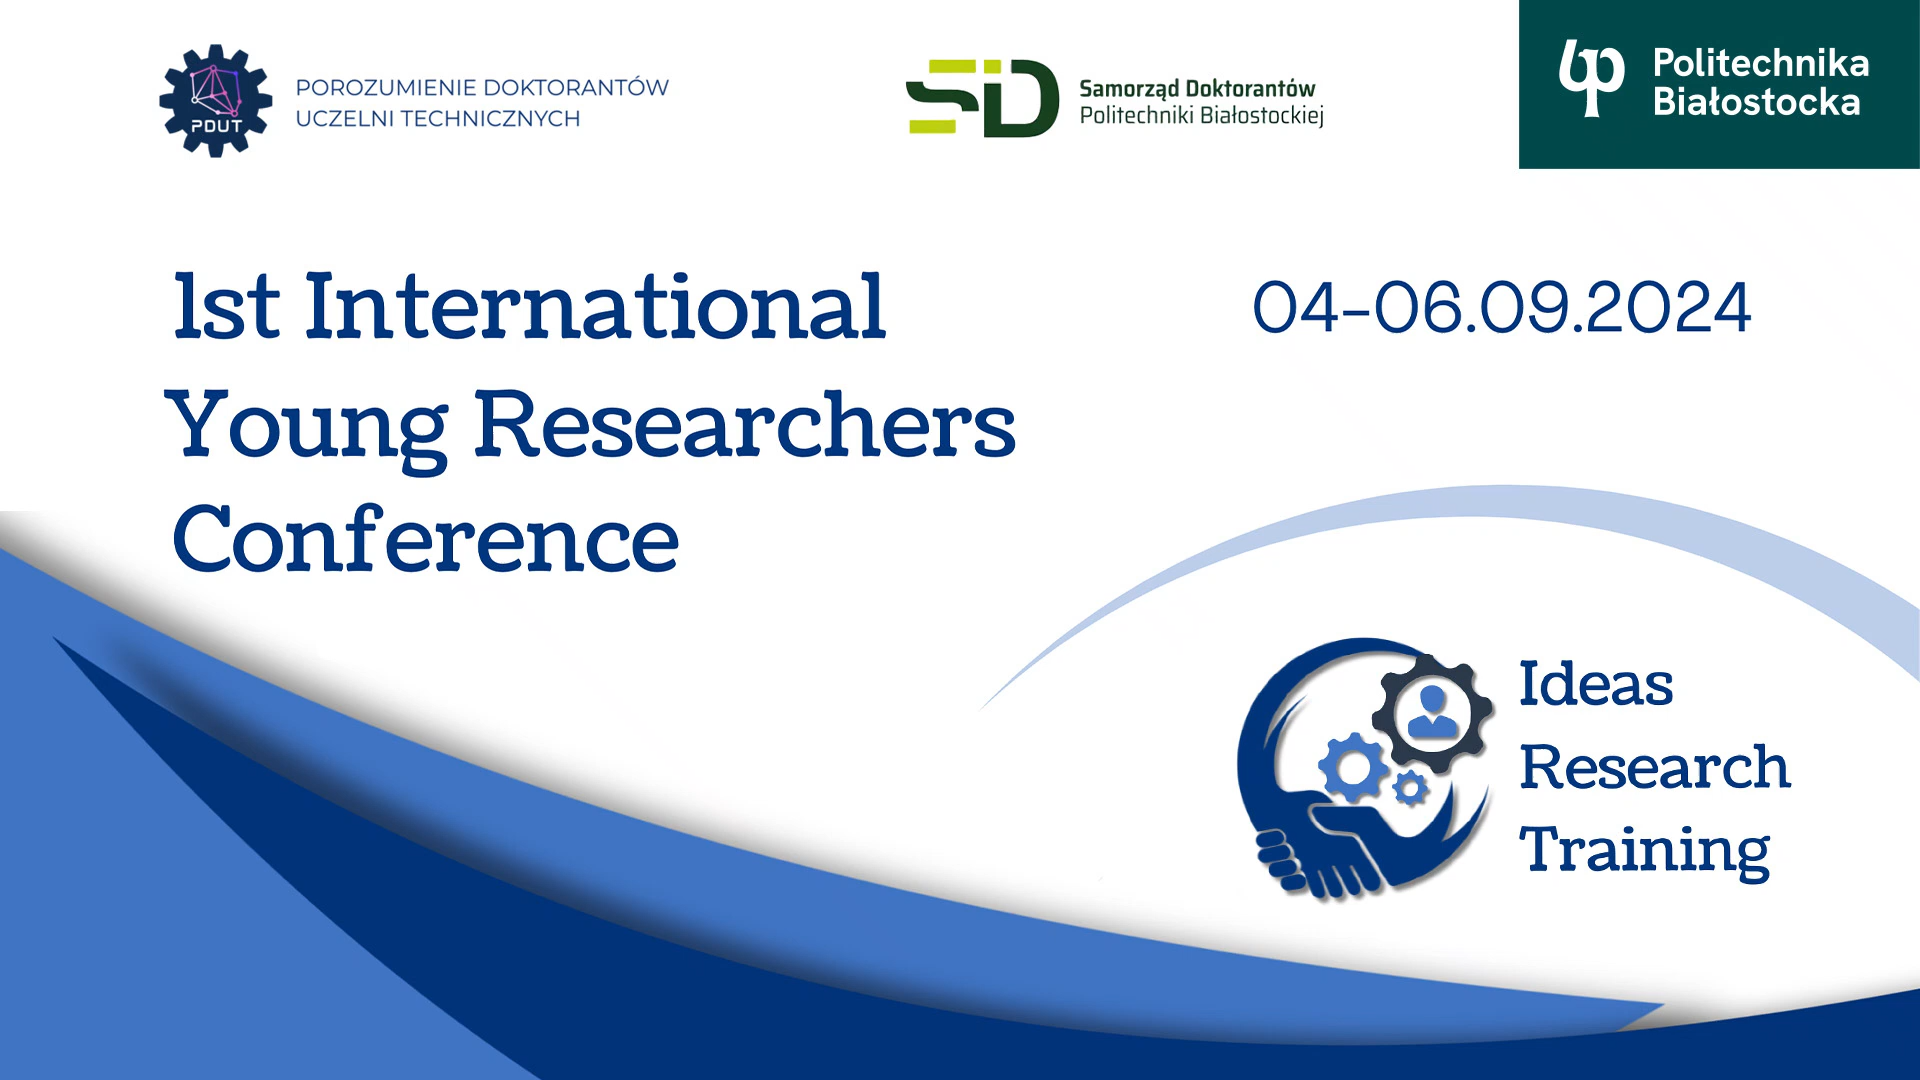 PDUT
POROZUMIENIE DOKTORANTÓW
UCZELNI TECHNICZNYCH
SD
Samorząd Doktorantów
Politechniki Białostockiej
Politechnika
Białostocka
1st International
Young Researchers
Conference
04-06.09.2024
Ideas
Research
Training